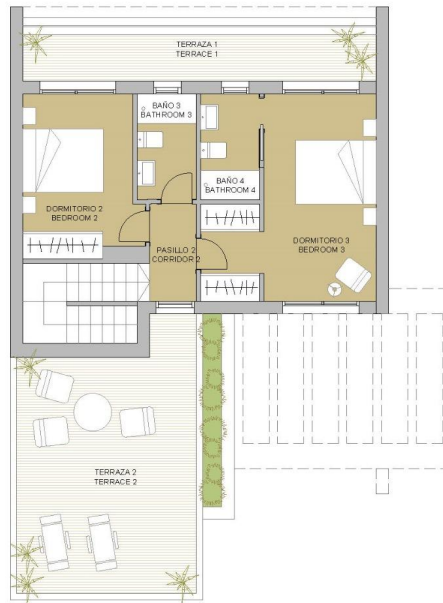 TERRAZA 1
TERRACE 1
BAÑO 3
BATHROOM 3
BAÑO 4
BATHROOM 4
DORMITORIO 2
BEDROOM 2
PASILLO 2
CORRIDOR 2
DORMITORIO 3
BEDROOM 3
TERRAZA 2
TERRACE 2